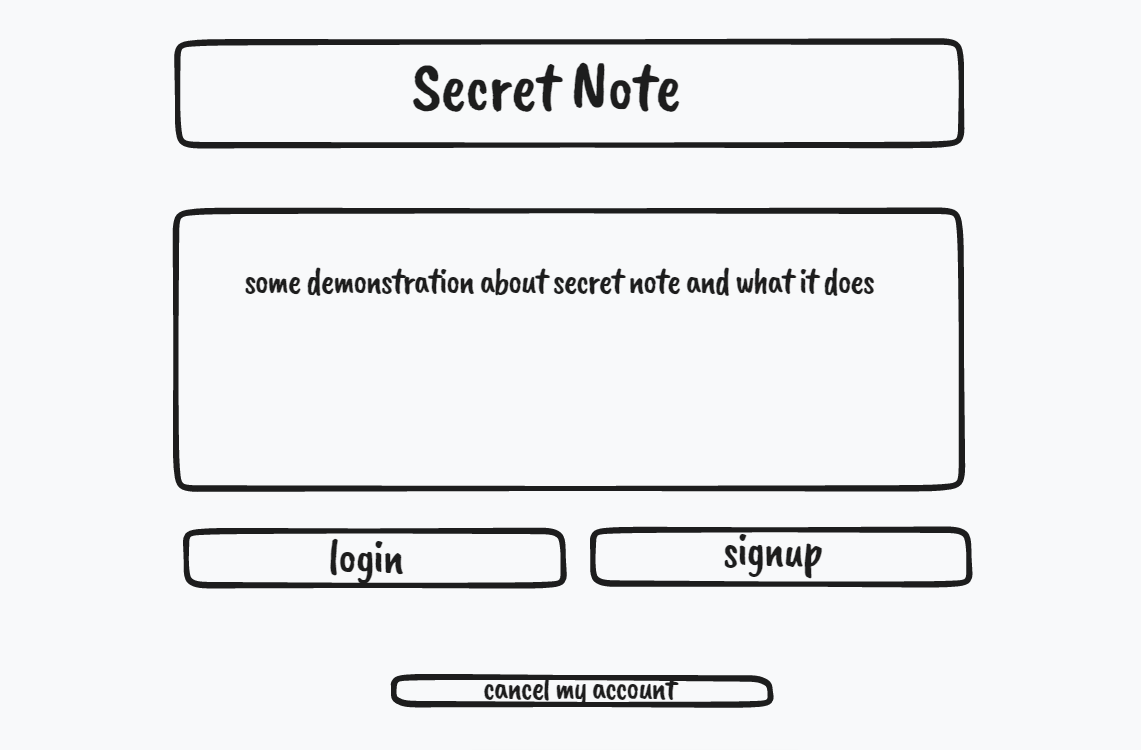 Secret Note
some demonstration about secret note and what it does
login
signup
cancel my account